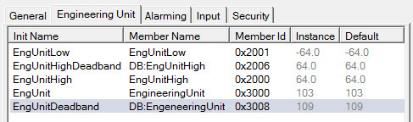 General Engineering Unit Alarming Input Security
Init Name Member Name Member Id Instance Default
EngUnitLow EngUnitLow 0x2001 -64.0 -64.0
EngUnitHighDeadband DB:EngUnitHigh 0x2006 64.0 64.0
EngUnitHigh EngUnitHigh 0x2000 64.0 64.0
EngUnit EngineeringUnit 0x3000 103 103
EngUnitDeadband DB:EngeneeringUnit 0x3008 109 109